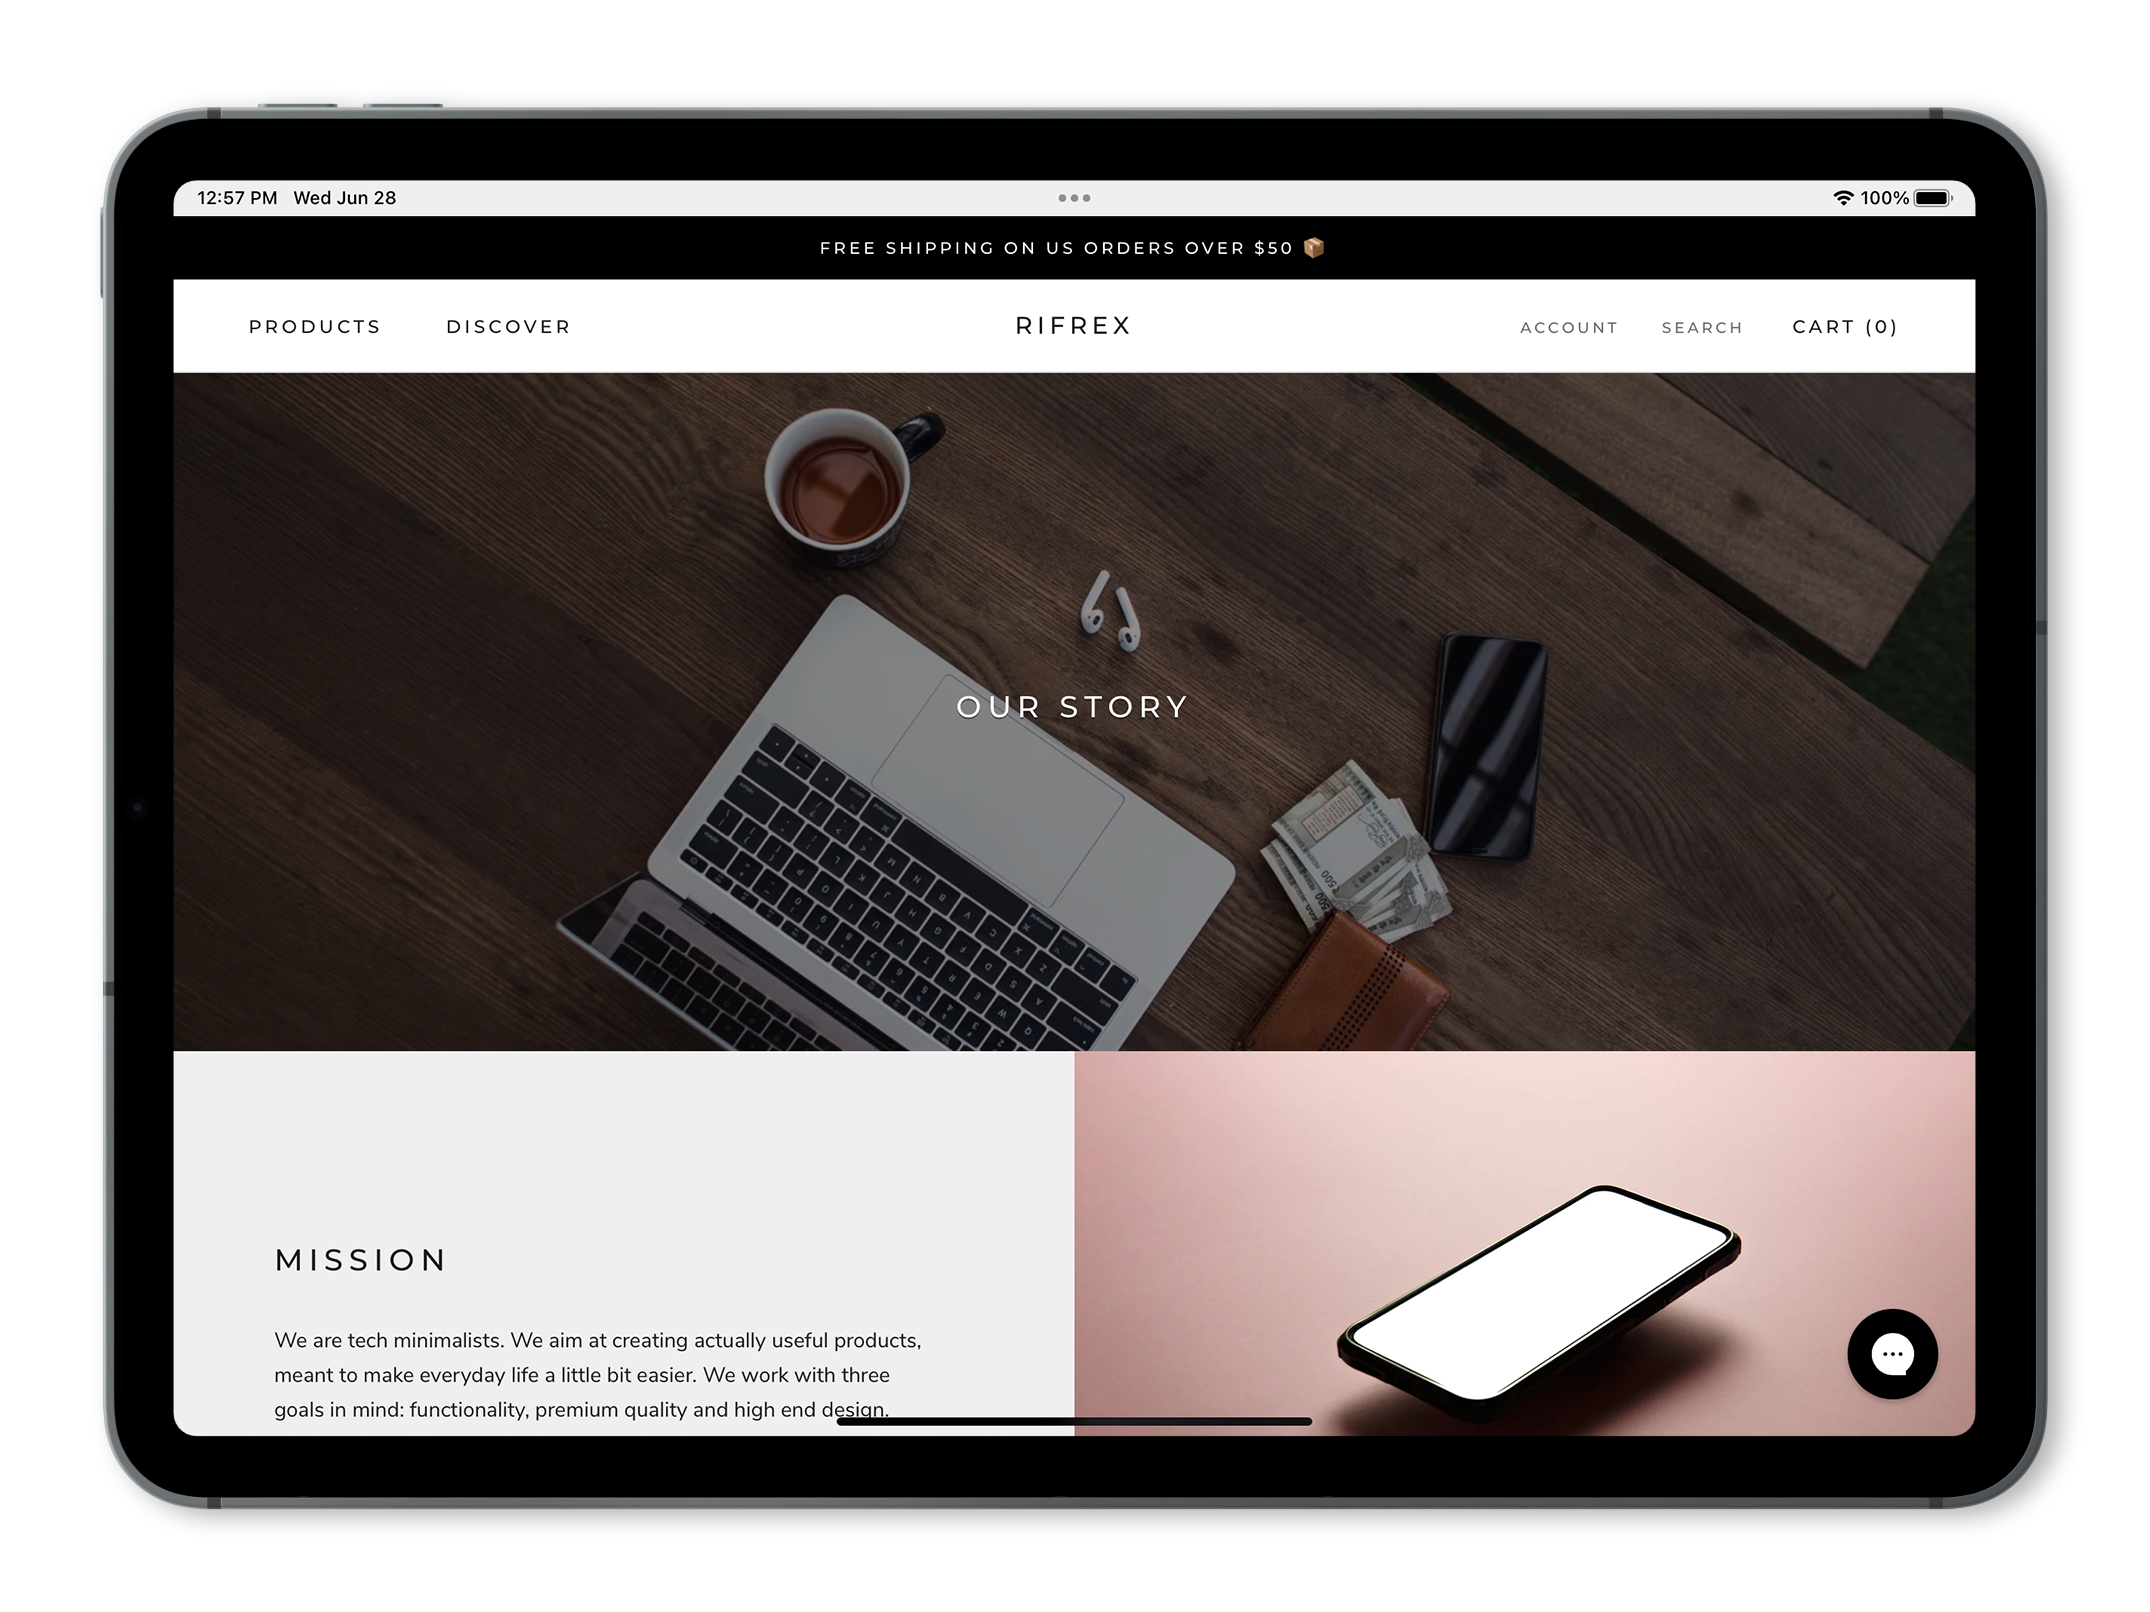 12:57 PM Wed Jun 28
100%
FREE SHIPPING ON US ORDERS OVER $50 📦
PRODUCTS DISCOVER RIFREX ACCOUNT SEARCH CART (0)
OUR STORY
MISSION
We are tech minimalists. We aim at creating actually useful products,
meant to make everyday life a little bit easier. We work with three
goals in mind: functionality, premium quality and high end design.